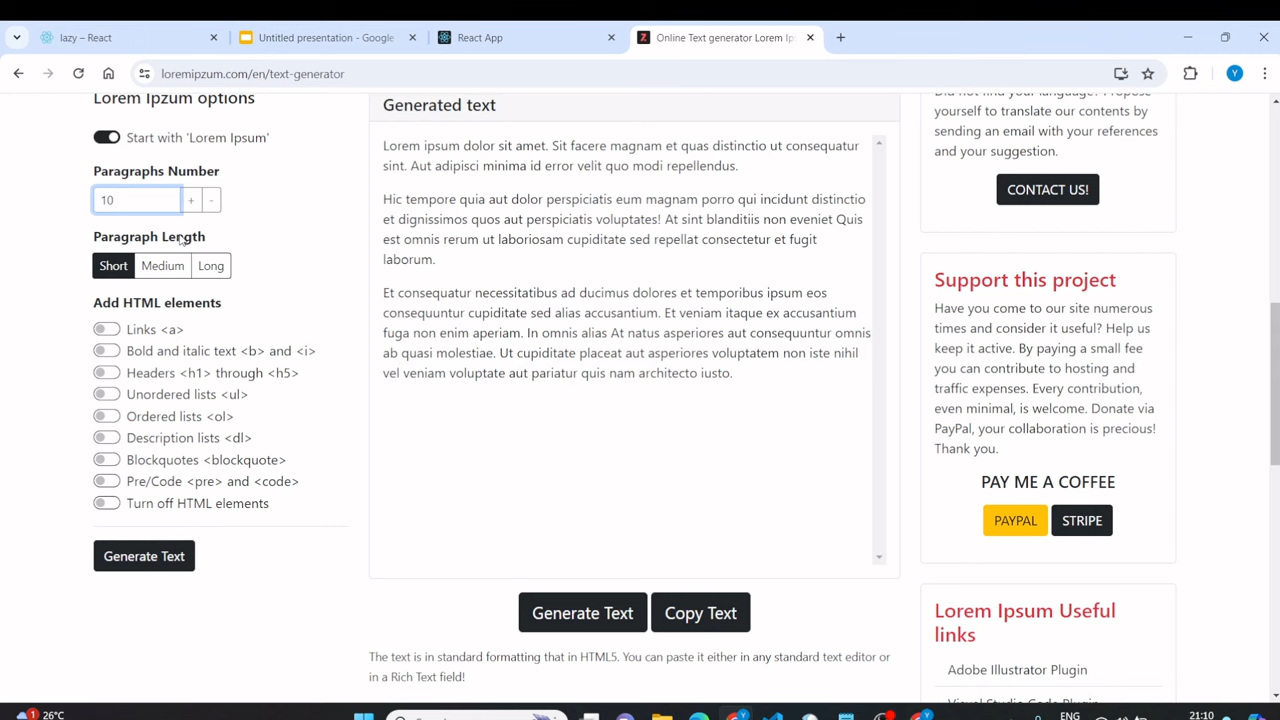 lazy – React
Untitled presentation - Google
React App
Online Text generator Lorem Ip
loremipzum.com/en/text-generator
Lorem Ipzum options
Start with 'Lorem Ipsum'
Paragraphs Number
10
+
-
Paragraph Length
Short
Medium
Long
Add HTML elements
Links <a>
Bold and italic text <b> and <i>
Headers <h1> through <h5>
Unordered lists <ul>
Ordered lists <ol>
Description lists <dl>
Blockquotes <blockquote>
Pre/Code <pre> and <code>
Turn off HTML elements
Generate Text
Generated text
Lorem ipsum dolor sit amet. Sit facere magnam et quas distinctio ut consequatur
sint. Aut adipisci minima id error velit quo modi repellendus.
Hic tempore quia aut dolor perspiciatis eum magnam porro qui incidunt distinctio
et dignissimos quos aut perspiciatis voluptates! At sint blanditiis non eveniet Quis
est omnis rerum ut laboriosam cupiditate sed repellat consectetur et fugit
laborum.
Et consequatur necessitatibus ad ducimus dolores et temporibus ipsum eos
consequuntur cupiditate sed alias accusantium. Et veniam itaque ex accusantium
fuga non enim aperiam. In omnis alias At natus asperiores aut consequuntur omnis
ab quasi molestiae. Ut cupiditate placeat aut asperiores voluptatem non iste nihil
vel veniam voluptate aut pariatur quis nam architecto iusto.
Generate Text
Copy Text
The text is in standard formatting that in HTML5. You can paste it either in any standard text editor or
in a Rich Text field!
Did not find your language? Propose
yourself to translate our contents by
sending an email with your references
and your suggestion.
CONTACT US!
Support this project
Have you come to our site numerous
times and consider it useful? Help us
keep it active. By paying a small fee
you can contribute to hosting and
traffic expenses. Every contribution,
even minimal, is welcome. Donate via
PayPal, your collaboration is precious!
Thank you.
PAY ME A COFFEE
PAYPAL
STRIPE
Lorem Ipsum Useful
links
Adobe Illustrator Plugin
Visual Studio Code Plugin
1
26°C
ENG
21:10